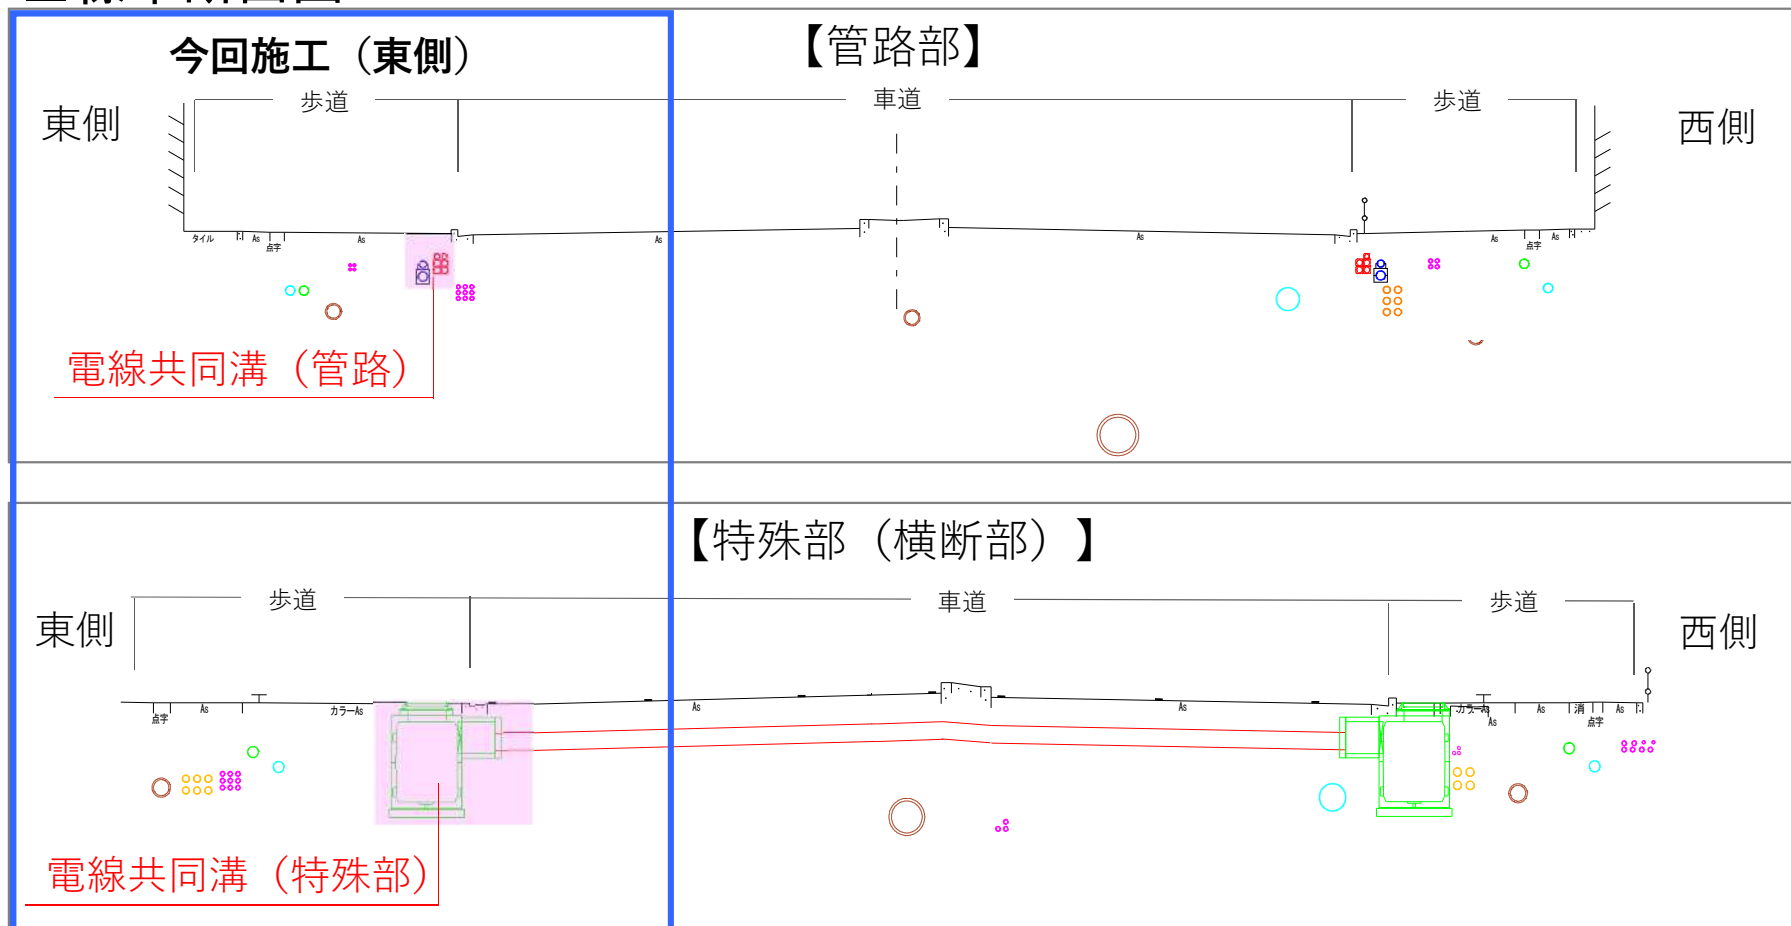 今回施工（東側）
【管路部】
東側
歩道
車道
歩道
西側
タイル
As
点字
As
As
As
As
点字
As
電線共同溝（管路）
【特殊部（横断部）】
東側
歩道
車道
歩道
西側
点字
As
カラーAs
As
As
カラーAs
As
As
消
点字
As
電線共同溝（特殊部）